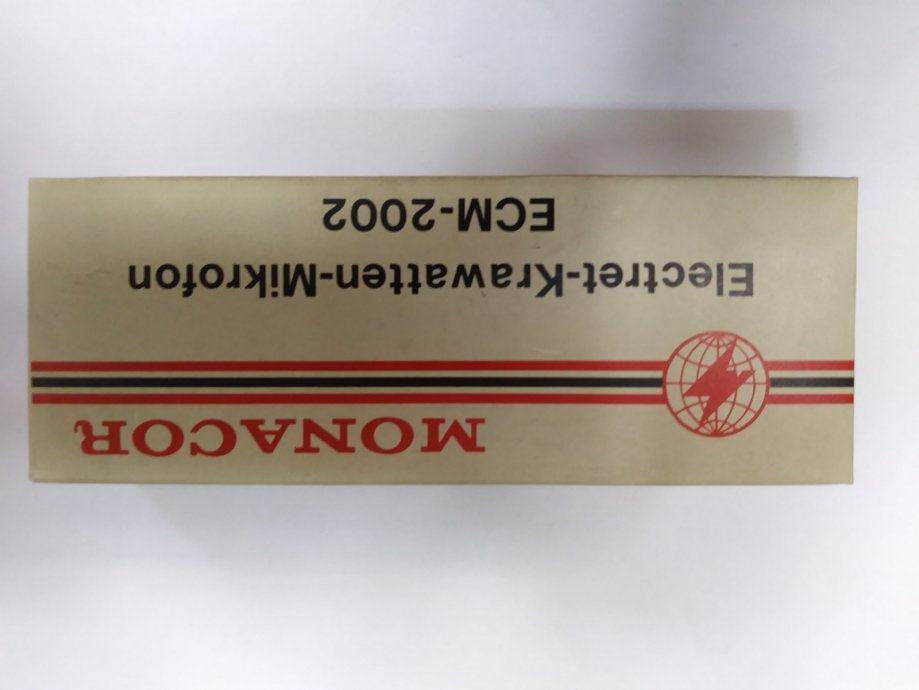 MONACOR
Electret-Krawatten-Mikrofon
ECM-2002